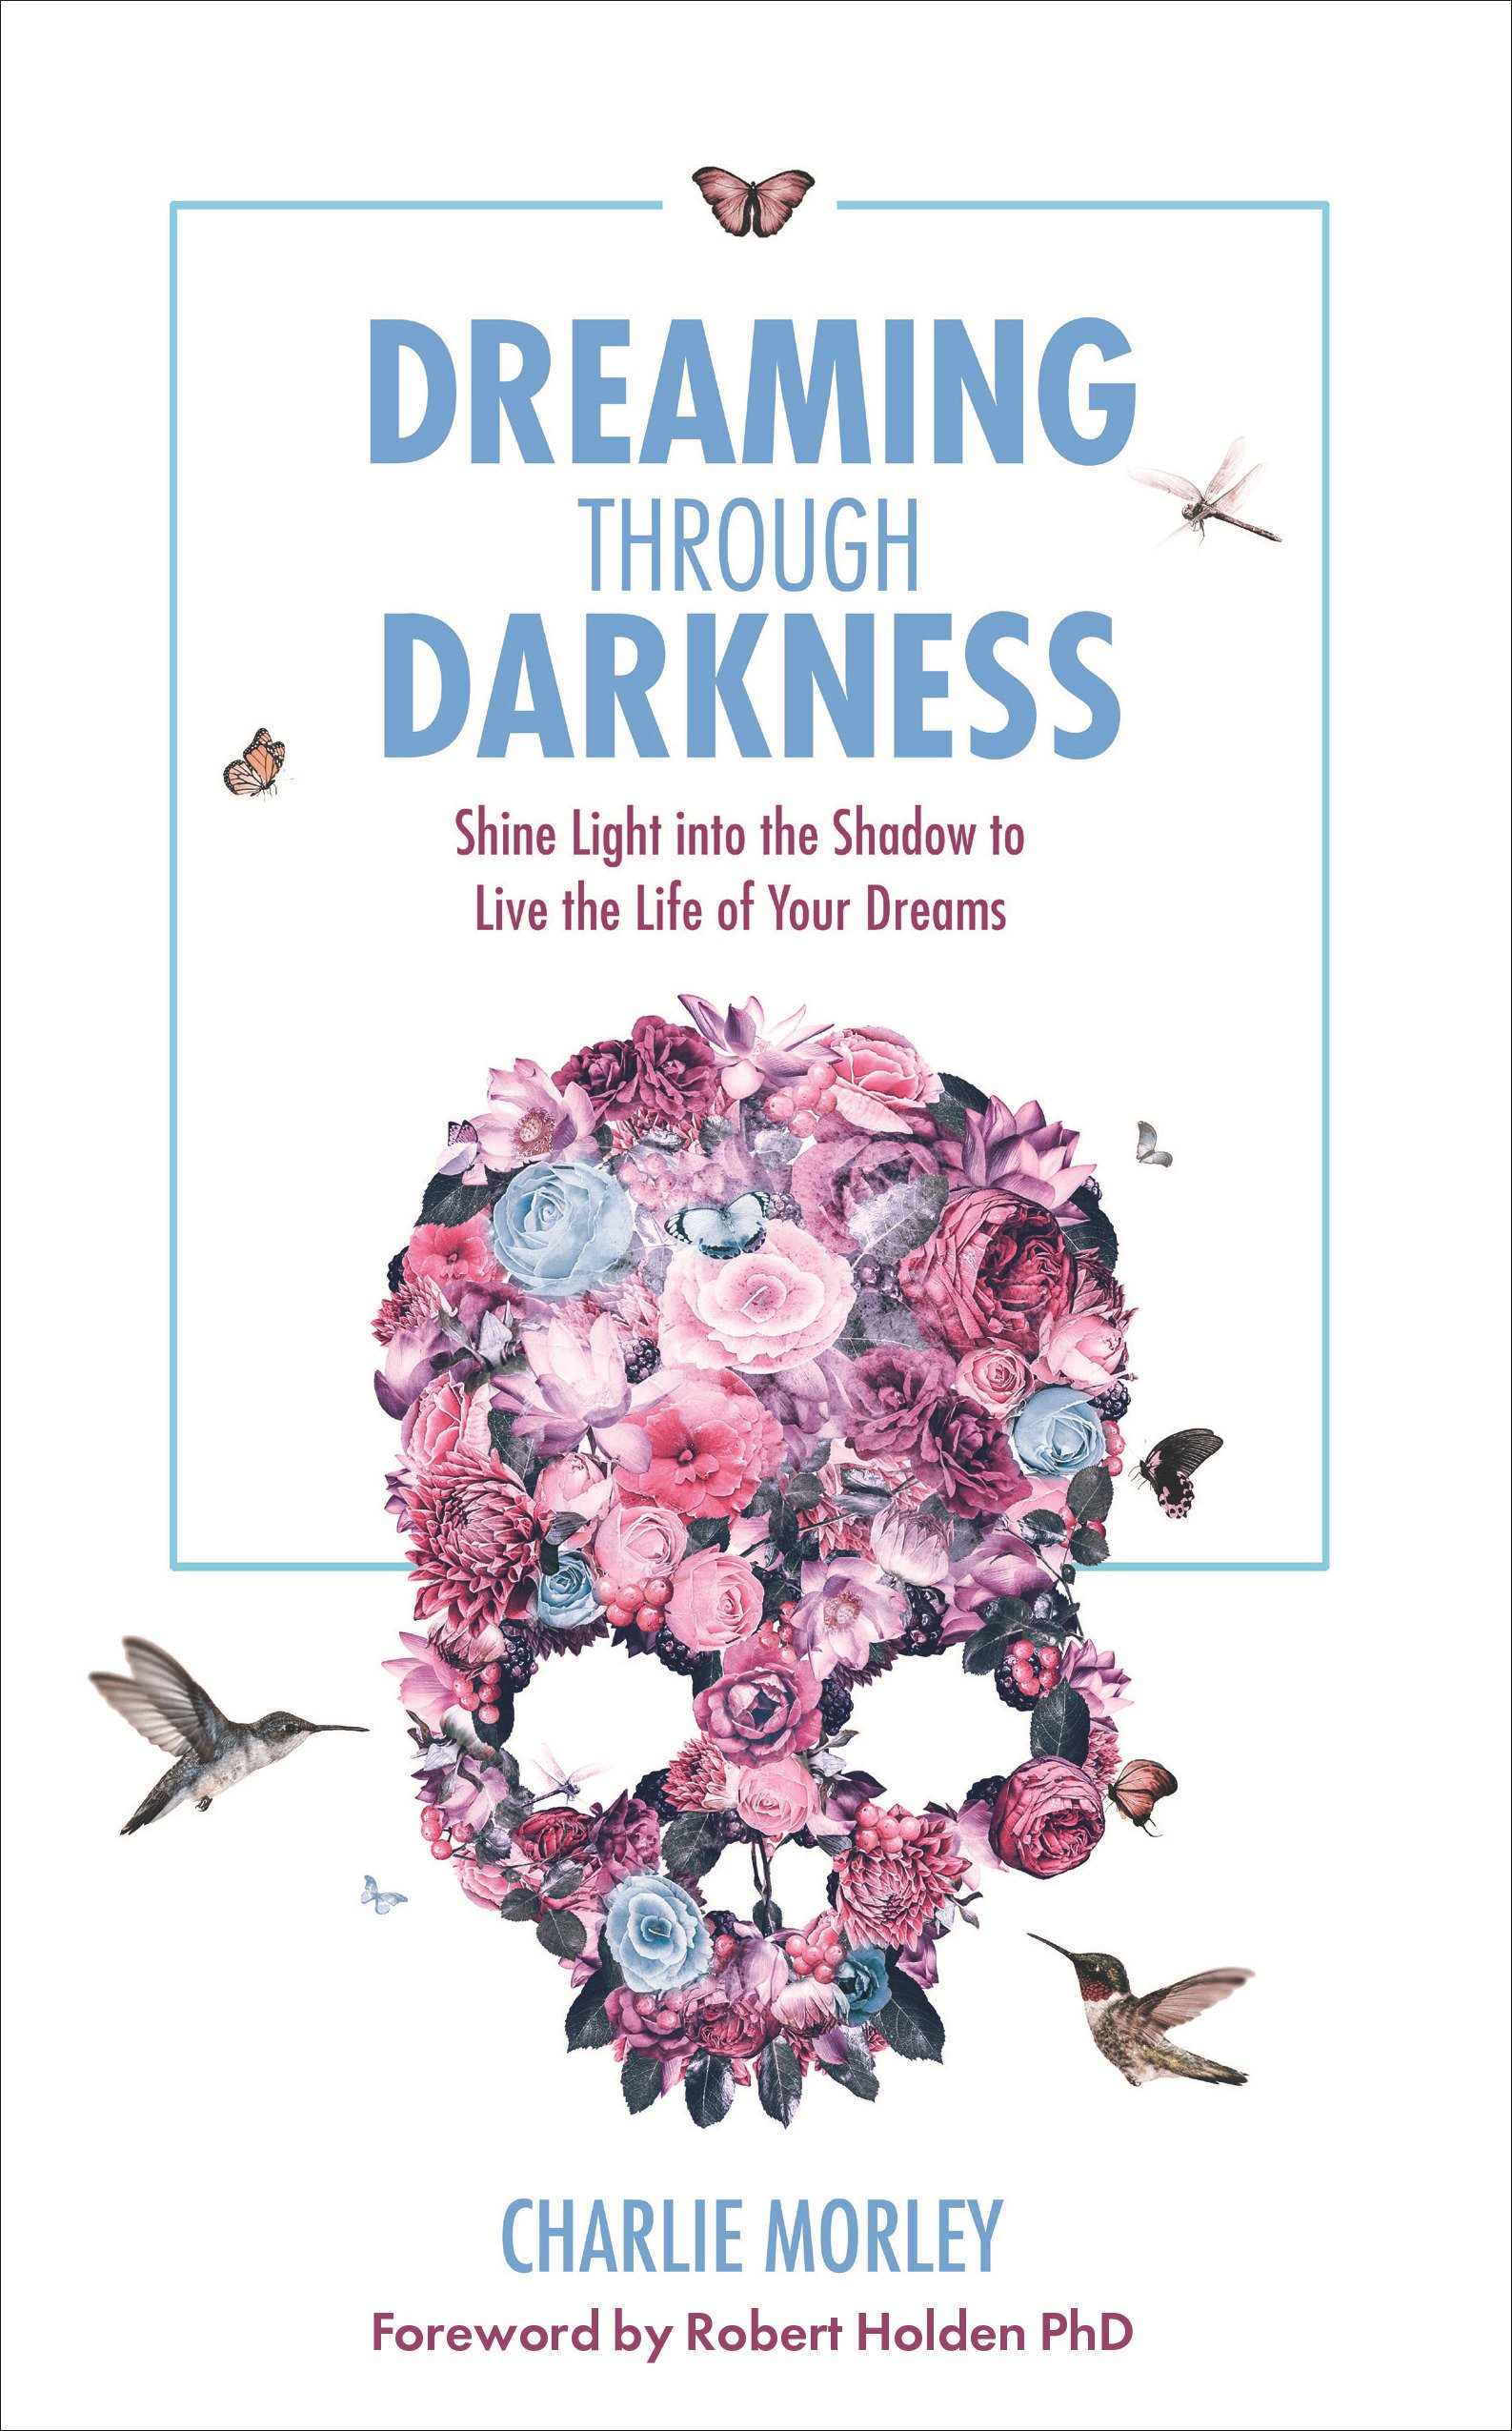 DREAMING
THROUGH
DARKNESS
Shine Light into the Shadow to
Live the Life of Your Dreams
CHARLIE MORLEY
Foreword by Robert Holden PhD